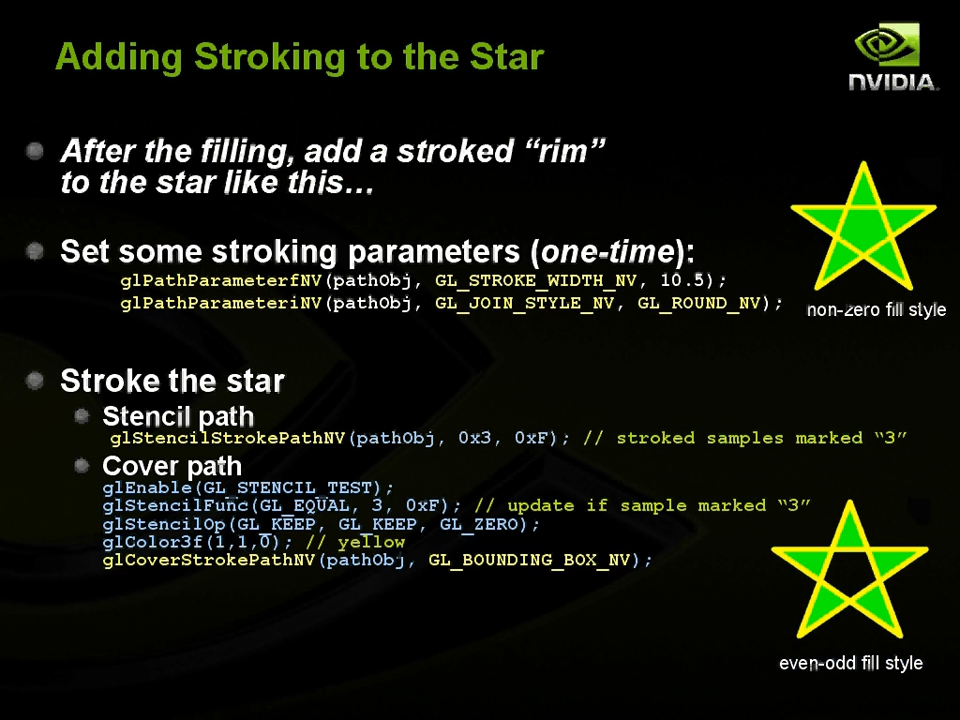 Adding Stroking to the Star
NVIDIA.
After the filling, add a stroked “rim”
to the star like this…
Set some stroking parameters (one-time):
glPathParameterfNV(pathObj, GL_STROKE_WIDTH_NV, 10.5);
glPathParameteriNV(pathObj, GL_JOIN_STYLE_NV, GL_ROUND_NV);
non-zero fill style
Stroke the star
Stencil path
glStencilStrokePathNV(pathObj, 0x3, 0xF); // stroked samples marked “3”
Cover path
glEnable(GL_STENCIL_TEST);
glStencilFunc(GL_EQUAL, 3, 0xF); // update if sample marked “3”
glStencilOp(GL_KEEP, GL_KEEP, GL_ZERO);
glColor3f(1,1,0); // yellow
glCoverStrokePathNV(pathObj, GL_BOUNDING_BOX_NV);
even-odd fill style